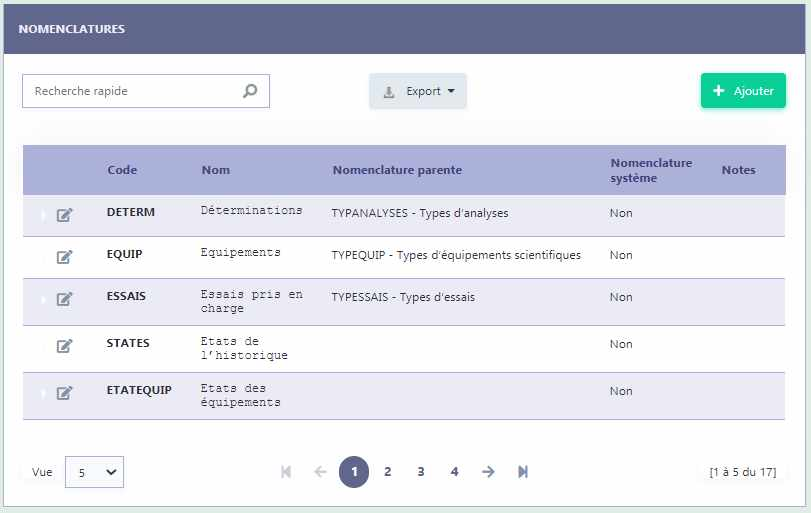 NOMENCLATURES
Recherche rapide
Export
Ajouter
Code Nom Nomenclature parente Nomenclature système Notes
DETERM Déterminations TYPANALYSES - Types d'analyses Non
EQUIP Equipements TYPEQUIP - Types d'équipements scientifiques Non
ESSAIS Essais pris en charge TYPESSAIS - Types d'essais Non
STATES Etats de l’historique Non
ETATEQUIP Etats des équipements Non
Vue 5 1 2 3 4 [1 à 5 du 17]